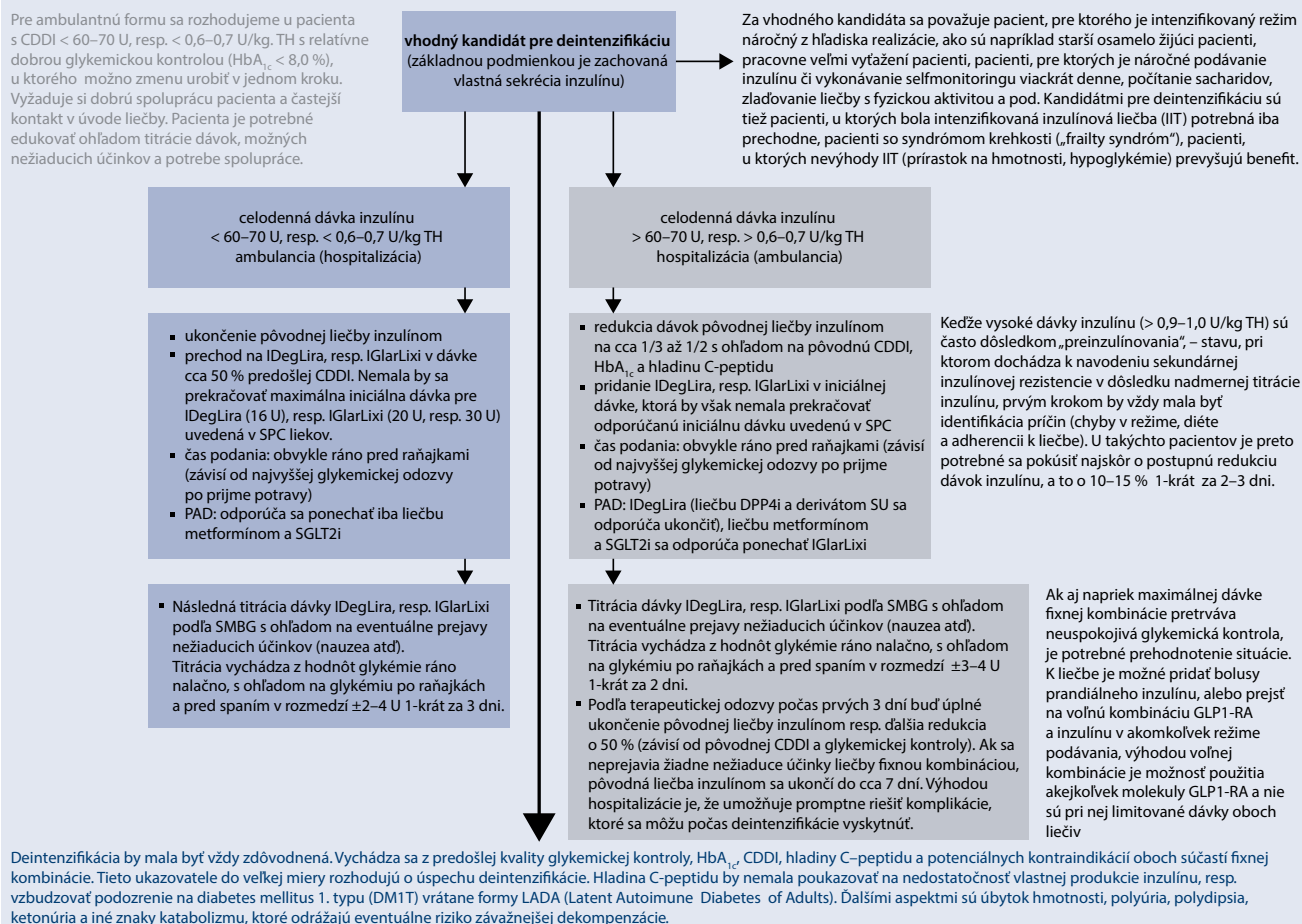 Pre ambulantnú formu sa rozhodujeme u pacienta
s CDDI < 60–70 U, resp. < 0,6–0,7 U/kg. TH s relatívne
dobrou glykemickou kontrolou (HbA1c < 8,0 %),
u ktorého možno zmenu urobiť v jednom kroku.
Vyžaduje si dobrú spoluprácu pacienta a častejší
kontakt v úvode liečby. Pacienta je potrebné
edukovať ohľadom titrácie dávok, možných
nežiaducich účinkov a potrebe spolupráce.
vhodný kandidát pre deintenzifikáciu
(základnou podmienkou je zachovaná
vlastná sekrécia inzulínu)
Za vhodného kandidáta sa považuje pacient, pre ktorého je intenzifikovaný režim
náročný z hľadiska realizácie, ako sú napríklad starší osamelo žijúci pacienti,
pracovne veľmi vyťažení pacienti, pacienti, pre ktorých je náročné podávanie
inzulínu či vykonávanie selfmonitoringu viackrát denne, počítanie sacharidov,
zlaďovanie liečby s fyzickou aktivitou a pod. Kandidátmi pre deintenzifikáciu sú
tiež pacienti, u ktorých bola intenzifikovaná inzulínová liečba (IIT) potrebná iba
prechodne, pacienti so syndrómom krehkosti („frailty syndróm“), pacienti,
u ktorých nevýhody IIT (prírastok na hmotnosti, hypoglykémie) prevyšujú benefit.
celodenná dávka inzulínu
< 60–70 U, resp. < 0,6–0,7 U/kg TH
ambulancia (hospitalizácia)
celodenná dávka inzulínu
> 60–70 U, resp. > 0,6–0,7 U/kg TH
hospitalizácia (ambulancia)
▪ ukončenie pôvodnej liečby inzulínom
▪ prechod na IDegLira, resp. IGlarLixi v dávke
cca 50 % predošlej CDDI. Nemala by sa
prekračovať maximálna iniciálna dávka pre
IDegLira (16 U), resp. IGlarLixi (20 U, resp. 30 U)
uvedená v SPC liekov.
▪ čas podania: obvykle ráno pred raňajkami
(závisí od najvyššej glykemickej odozvy
po prijme potravy)
▪ PAD: odporúča sa ponechať iba liečbu
metformínom a SGLT2i
▪ redukcia dávok pôvodnej liečby inzulínom
na cca 1/3 až 1/2 s ohľadom na pôvodnú CDDI,
HbA1c a hladinu C-peptidu
▪ pridanie IDegLira, resp. IGlarLixi v iniciálnej
dávke, ktorá by však nemala prekračovať
odporúčanú iniciálnu dávku uvedenú v SPC
▪ čas podania: obvykle ráno pred raňajkami (závisí
od najvyššej glykemickej odozvy po prijme
potravy)
▪ PAD: IDegLira (liečbu DPP4i a derivátom SU sa
odporúča ukončiť), liečbu metformínom
a SGLT2i sa odporúča ponechať IGlarLixi
Keďže vysoké dávky inzulínu (> 0,9–1,0 U/kg TH) sú
často dôsledkom „preinzulínovania“, – stavu, pri
ktorom dochádza k navodeniu sekundárnej
inzulínovej rezistencie v dôsledku nadmernej titrácie
inzulínu, prvým krokom by vždy mala byť
identifikácia príčin (chyby v režime, diéte
a adherencii k liečbe). U takýchto pacientov je preto
potrebné sa pokúsiť najskôr o postupnú redukciu
dávok inzulínu, a to o 10–15 % 1-krát za 2–3 dni.
▪ Následná titrácia dávky IDegLira, resp. IGlarLixi
podľa SMBG s ohľadom na eventuálne prejavy
nežiaducich účinkov (nauzea atď).
Titrácia vychádza z hodnôt glykémie ráno
nalačno, s ohľadom na glykémiu po raňajkách
a pred spaním v rozmedzí ±2–4 U 1-krát za 3 dni.
▪ Titrácia dávky IDegLira, resp. IGlarLixi podľa SMBG s ohľadom
na eventuálne prejavy nežiaducich účinkov (nauzea atď).
Titrácia vychádza z hodnôt glykémie ráno nalačno, s ohľadom
na glykémiu po raňajkách a pred spaním v rozmedzí ±3–4 U
1-krát za 2 dni.
▪ Podľa terapeutickej odozvy počas prvých 3 dní buď úplné
ukončenie pôvodnej liečby inzulínom resp. ďalšia redukcia
o 50 % (závisí od pôvodnej CDDI a glykemickej kontroly). Ak sa
neprejavia žiadne nežiaduce účinky liečby fixnou kombináciou,
pôvodná liečba inzulínom sa ukončí do cca 7 dní. Výhodou
hospitalizácie je, že umožňuje promptne riešiť komplikácie,
ktoré sa môžu počas deintenzifikácie vyskytnúť.
Ak aj napriek maximálnej dávke
fixnej kombinácie pretrváva
neuspokojivá glykemická kontrola,
je potrebné prehodnotenie situácie.
K liečbe je možné pridať bolusy
prandiálneho inzulínu, alebo prejsť
na voľnú kombináciu GLP1-RA
a inzulínu v akomkoľvek režime
podávania, výhodou voľnej
kombinácie je možnosť použitia
akejkoľvek molekuly GLP1-RA a nie
sú pri nej limitované dávky oboch
liečiv
Deintenzifikácia by mala byť vždy zdôvodnená. Vychádza sa z predošlej kvality glykemickej kontroly, HbA1c, CDDI, hladiny C–peptidu a potenciálnych kontraindikácií oboch súčastí fixnej
kombinácie. Tieto ukazovatele do veľkej miery rozhodujú o úspechu deintenzifikácie. Hladina C-peptidu by nemala poukazovať na nedostatočnosť vlastnej produkcie inzulínu, resp.
vzbudzovať podozrenie na diabetes mellitus 1. typu (DM1T) vrátane formy LADA (Latent Autoimune Diabetes of Adults). Ďalšími aspektmi sú úbytok hmotnosti, polyúria, polydipsia,
ketonúria a iné znaky katabolizmu, ktoré odrážajú eventuálne riziko závažnejšej dekompenzácie.